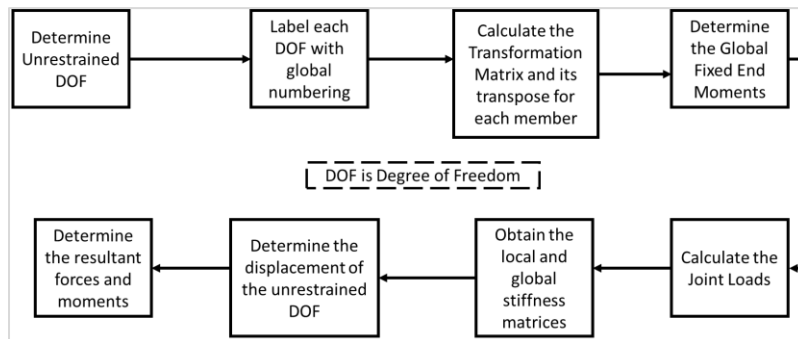 Determine
Unrestrained
DOF
Label each
DOF with
global
numbering
Calculate the
Transformation
Matrix and its
transpose for
each member
Determine
the Global
Fixed End
Moments
DOF is Degree of Freedom
Calculate the
Joint Loads
Obtain the
local and
global
stiffness
matrices
Determine the
displacement of
the unrestrained
DOF
Determine
the resultant
forces and
moments